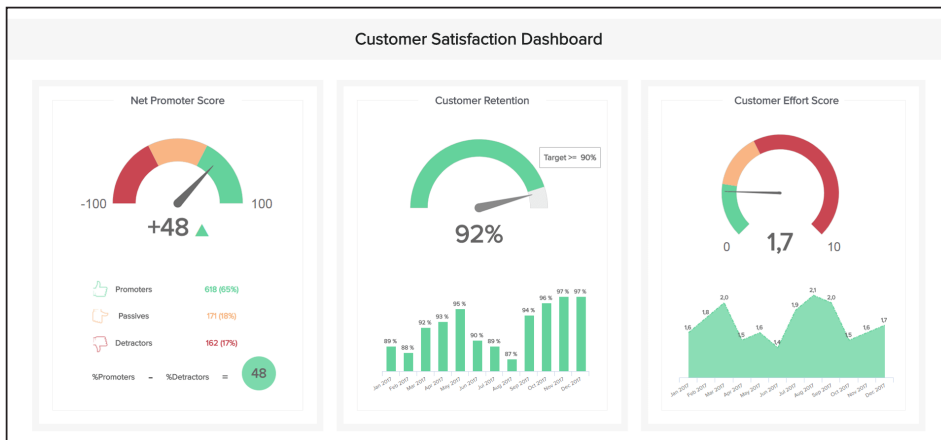 Customer Satisfaction Dashboard
Net Promoter Score
-100
100
+48
Promoters 618 (65%)
Passives 171 (18%)
Detractors 162 (17%)
%Promoters - %Detractors = 48
Customer Retention
Target >= 90%
92%
89 %
88 %
92 %
93 %
95 %
90 %
89 %
87 %
94 %
96 %
97 %
97 %
Jan 2017
Feb 2017
Mar 2017
Apr 2017
May 2017
Jun 2017
Jul 2017
Aug 2017
Sep 2017
Oct 2017
Nov 2017
Dec 2017
Customer Effort Score
0
1,7
10
1,6
1,8
2,0
1,5
1,6
1,4
1,9
2,1
2,0
1,5
1,6
1,7
Jan 2017
Feb 2017
Mar 2017
Apr 2017
May 2017
Jun 2017
Jul 2017
Aug 2017
Sep 2017
Oct 2017
Nov 2017
Dec 2017